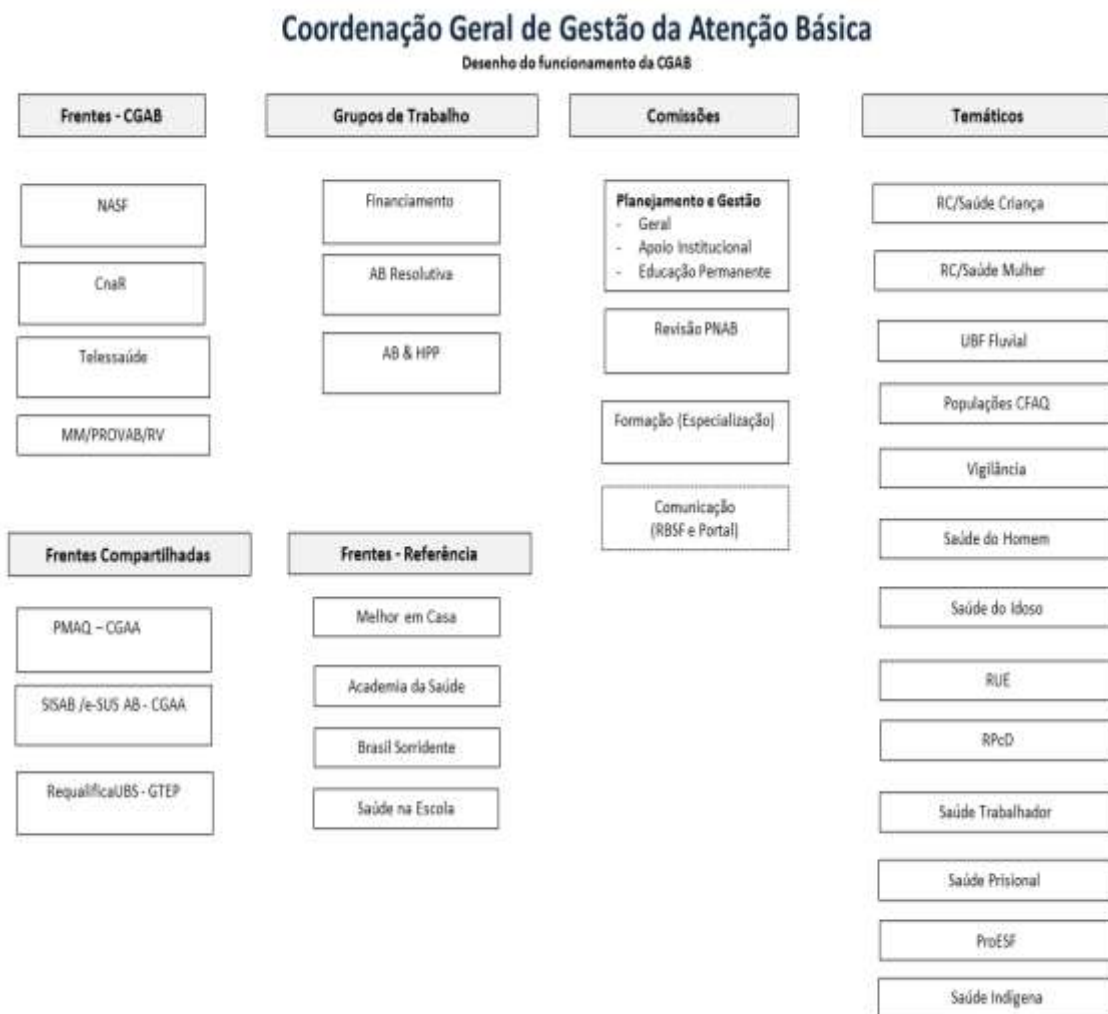 Coordenação Geral de Gestão da Atenção Básica
Desenho do funcionamento da CGAB
Frentes - CGAB
NASF
CnaR
Telessaúde
MM/PROVAB/RV
Grupos de Trabalho
Financiamento
AB Resolutiva
AB & HPP
Comissões
Planejamento e Gestão
- Geral
- Apoio Institucional
- Educação Permanente
Revisão PNAB
Formação (Especialização)
Comunicação
(RBSF e Portal)
Temáticos
RC/Saúde Criança
RC/Saúde Mulher
UBF Fluvial
Populações CFAQ
Vigilância
Saúde do Homem
Saúde do Idoso
RUE
RPcD
Saúde Trabalhador
Saúde Prisional
ProESF
Saúde Indígena
Frentes Compartilhadas
PMAQ – CGAA
SISAB /e-SUS AB - CGAA
RequalificaUBS - GTEP
Frentes - Referência
Melhor em Casa
Academia da Saúde
Brasil Sorridente
Saúde na Escola